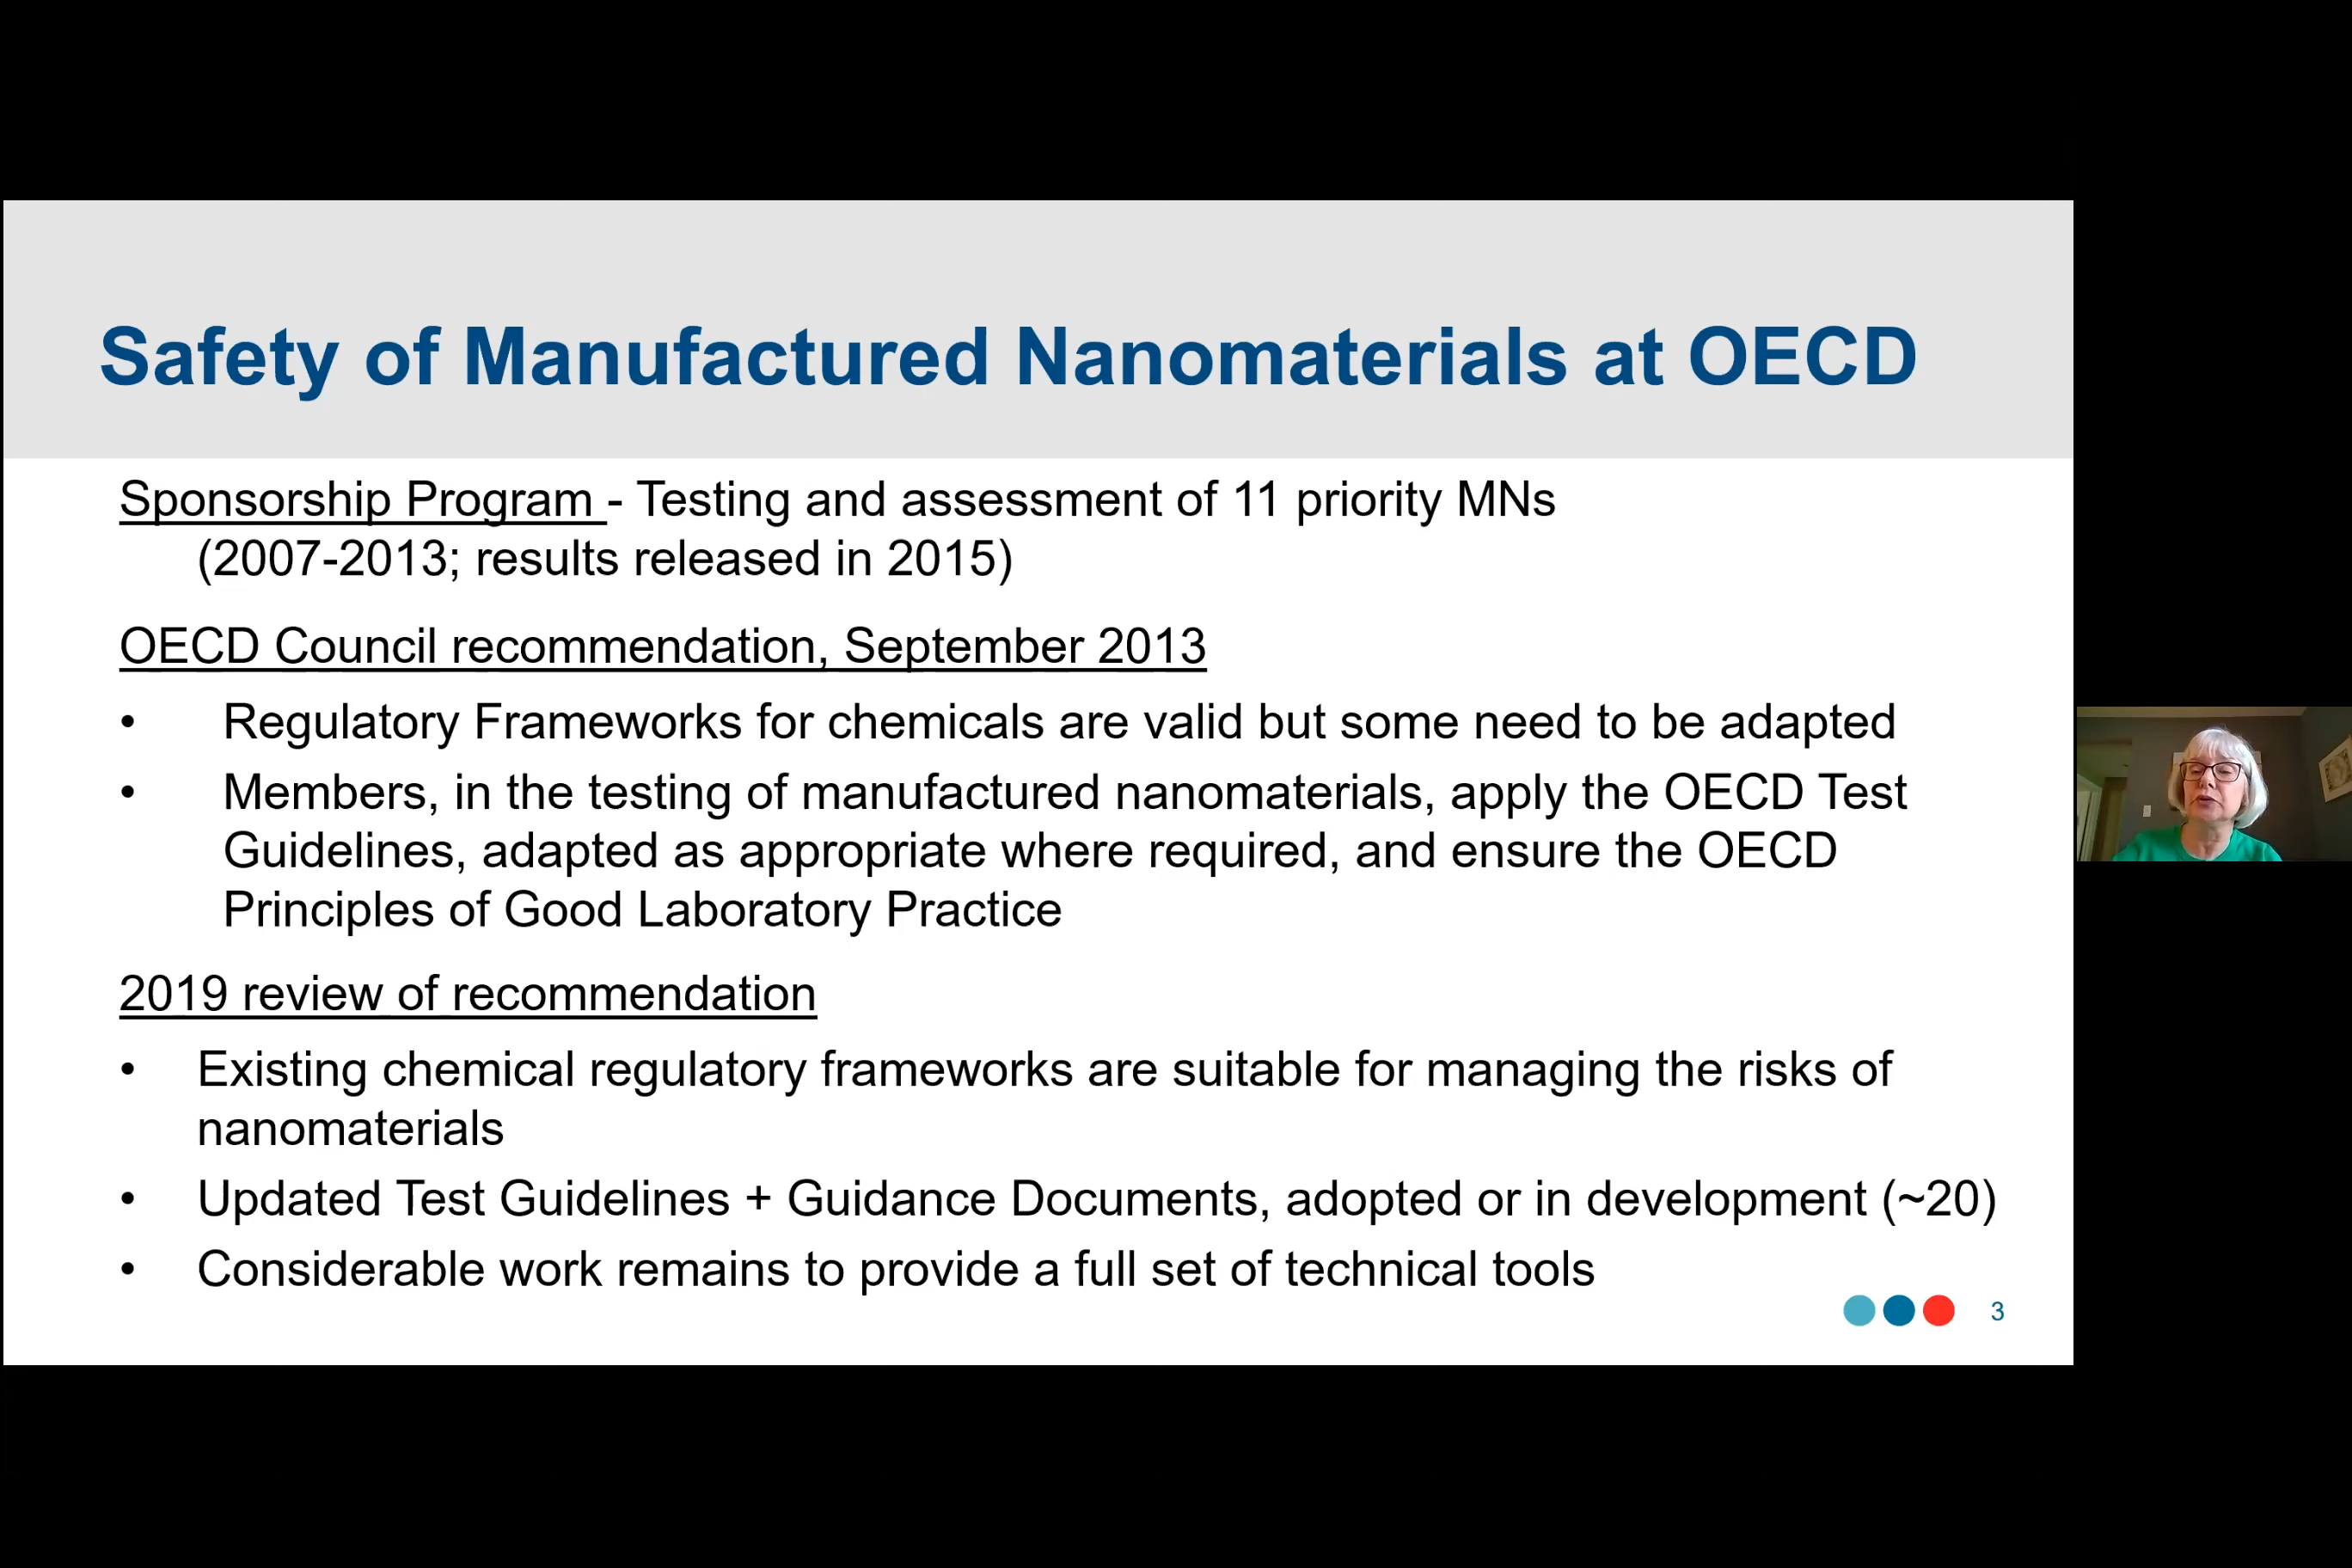 Safety of Manufactured Nanomaterials at OECD
Sponsorship Program - Testing and assessment of 11 priority MNs
(2007-2013; results released in 2015)
OECD Council recommendation, September 2013
• Regulatory Frameworks for chemicals are valid but some need to be adapted
• Members, in the testing of manufactured nanomaterials, apply the OECD Test
Guidelines, adapted as appropriate where required, and ensure the OECD
Principles of Good Laboratory Practice
2019 review of recommendation
• Existing chemical regulatory frameworks are suitable for managing the risks of
nanomaterials
• Updated Test Guidelines + Guidance Documents, adopted or in development (~20)
• Considerable work remains to provide a full set of technical tools
3